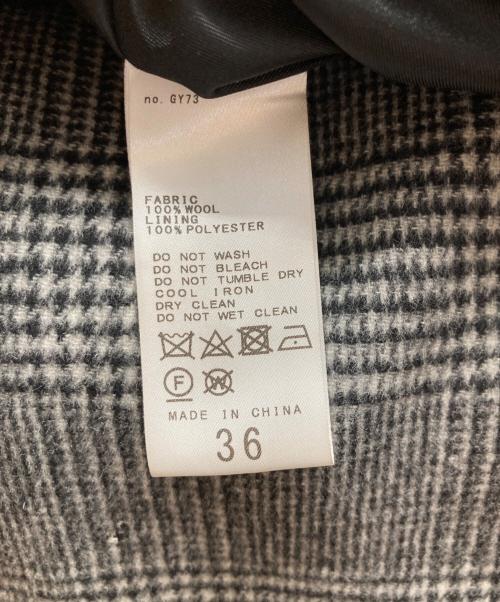 no. GY73
FABRIC
100% WOOL
LINING
100% POLYESTER
DO NOT WASH
DO NOT BLEACH
DO NOT TUMBLE DRY
COOL IRON
DRY CLEAN
DO NOT WET CLEAN
F W
MADE IN CHINA
36